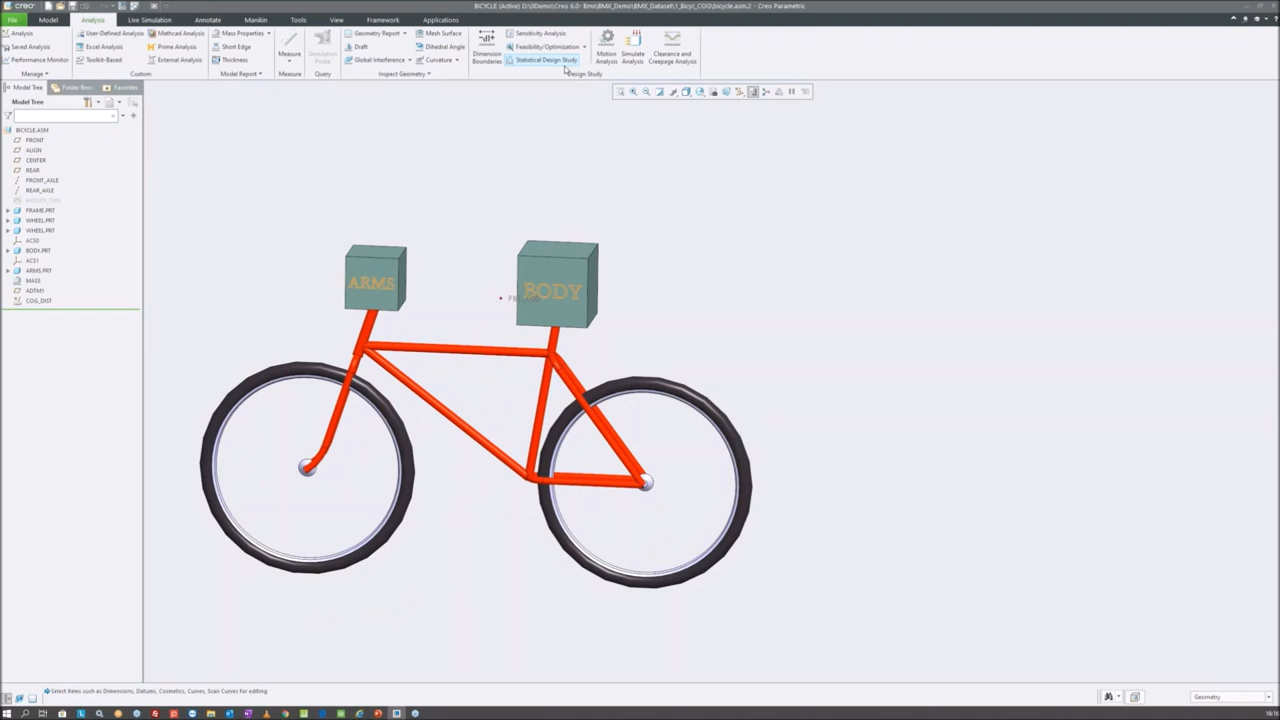 creo
BICYCLE (Active) D:\0Demo\Creo 6.0- Bmx\BMX_Demo\BMX_Dataset\1_Bicyc_COG\bicycle.asm.2 - Creo Parametric
File Model Analysis Live Simulation Annotate Manikin Tools View Framework Applications
Analysis
Saved Analysis
Performance Monitor
Manage
User-Defined Analysis
Excel Analysis
Toolkit-Based
Mathcad Analysis
Prime Analysis
External Analysis
Custom
Mass Properties
Short Edge
Thickness
Model Report
Measure
Measure
Simulation Probe
Query
Geometry Report
Draft
Global Interference
Mesh Surface
Dihedral Angle
Curvature
Inspect Geometry
Dimension Boundaries
Sensitivity Analysis
Feasibility/Optimization
Statistical Design Study
Motion Analysis
Simulate Analysis
Clearance and Creepage Analysis
Design Study
Model Tree
Folder Bro
Favorites
Model Tree
BICYCLE.ASM
FRONT
ALIGN
CENTER
REAR
FRONT_AXLE
REAR_AXLE
MODIFY_THIS
FRAME.PRT
WHEEL.PRT
WHEEL.PRT
ACS0
BODY.PRT
ACS1
ARMS.PRT
MASS
ADTM1
COG_DIST
ARMS
BODY
Select items such as Dimensions, Datums, Cosmetics, Curves, Scan Curves for editing
Geometry